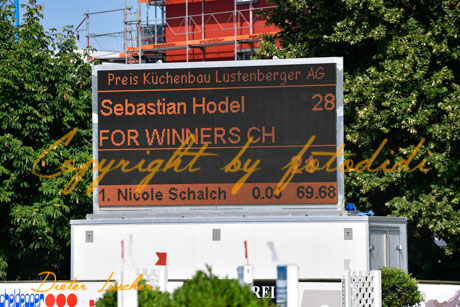 Preis Küchenbau Lustenberger AG
Sebastian Hodel 28
FOR WINNERS CH
Copyright by fotodidi
1. Nicole Schalch 0.00 69.68
Dieter